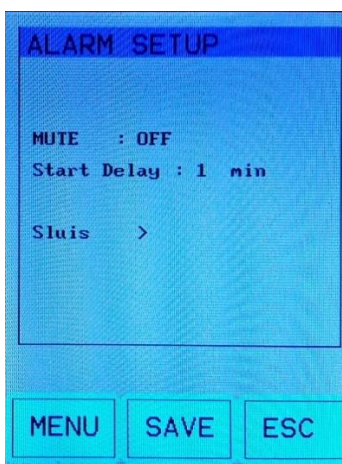 ALARM SETUP
MUTE : OFF
Start Delay : 1 min
Sluis >
MENU SAVE ESC